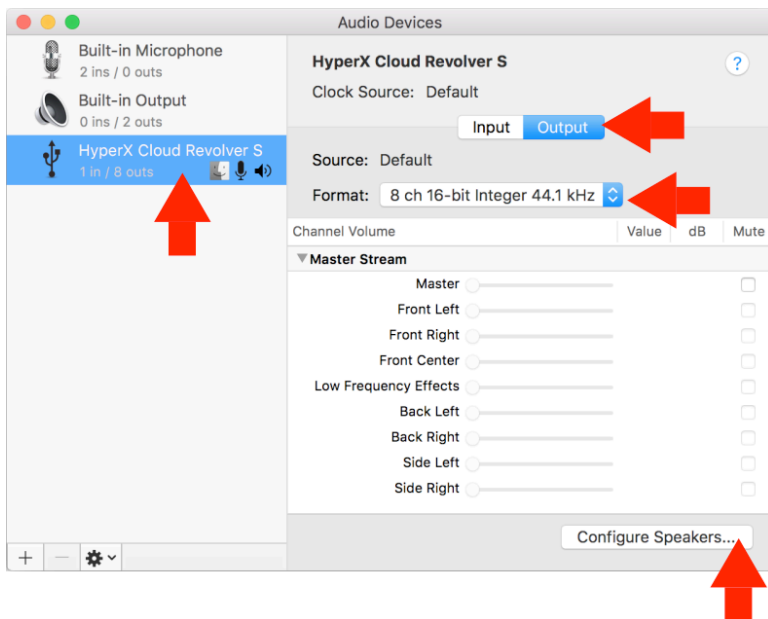 Audio Devices
Built-in Microphone
2 ins / 0 outs
Built-in Output
0 ins / 2 outs
HyperX Cloud Revolver S
1 in / 8 outs
HyperX Cloud Revolver S
?
Clock Source: Default
Input Output
Source: Default
Format: 8 ch 16-bit Integer 44.1 kHz
Channel Volume Value dB Mute
Master Stream
Master
Front Left
Front Right
Front Center
Low Frequency Effects
Back Left
Back Right
Side Left
Side Right
Configure Speakers...